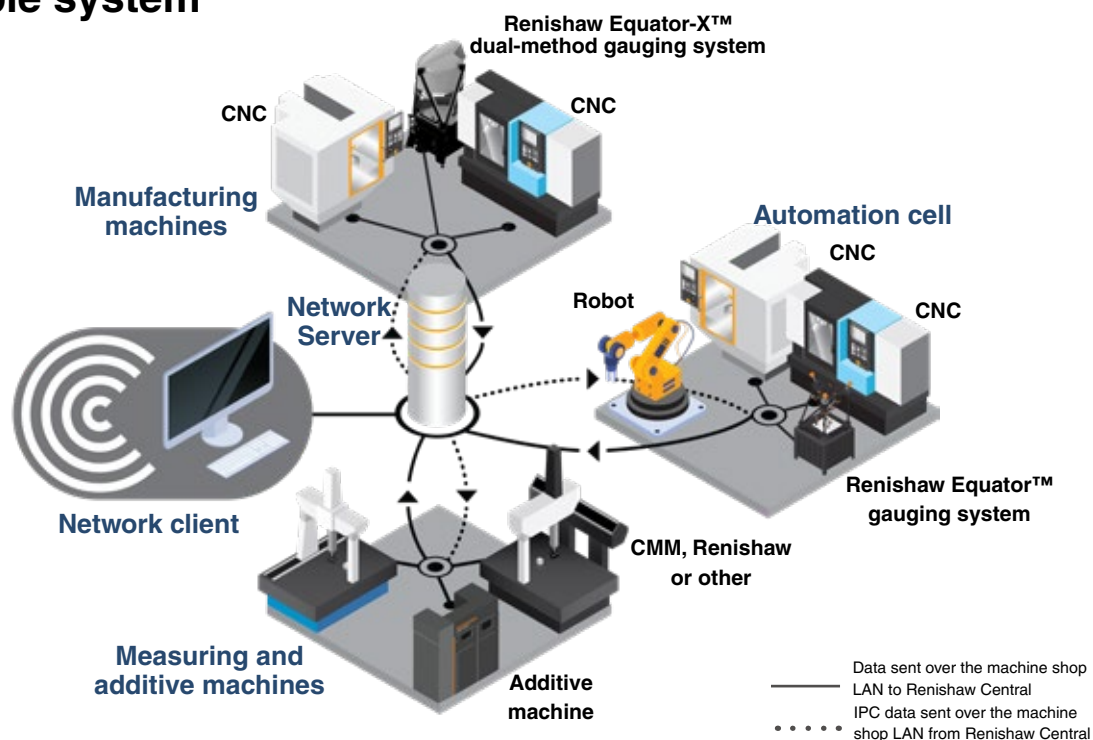 system
Renishaw Equator-X™
dual-method gauging system
CNC
CNC
Manufacturing
machines
Automation cell
CNC
Network
Server
Robot
CNC
Renishaw Equator™
gauging system
Network client
CMM, Renishaw
or other
Measuring and
additive machines
Additive
machine
Data sent over the machine shop
LAN to Renishaw Central
IPC data sent over the machine
shop LAN from Renishaw Central